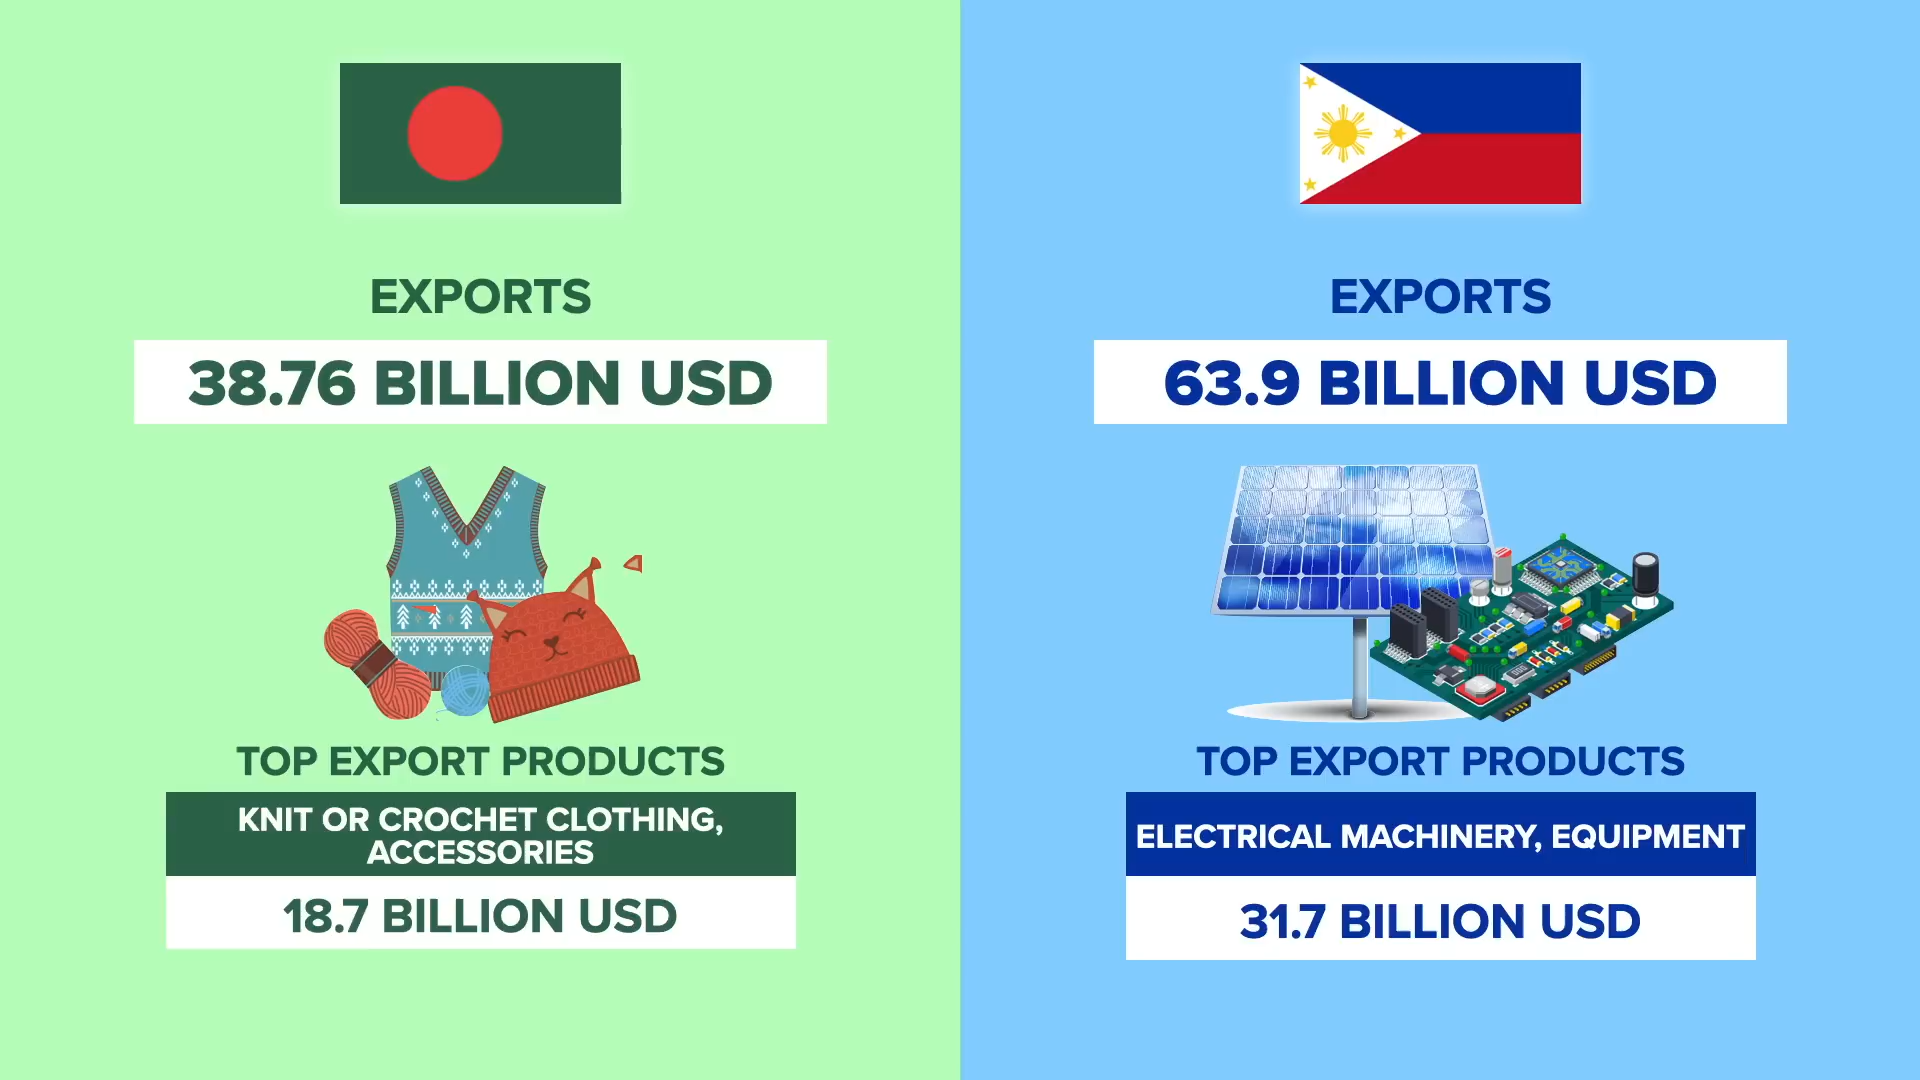 EXPORTS
38.76 BILLION USD
TOP EXPORT PRODUCTS
KNIT OR CROCHET CLOTHING,
ACCESSORIES
18.7 BILLION USD
EXPORTS
63.9 BILLION USD
TOP EXPORT PRODUCTS
ELECTRICAL MACHINERY, EQUIPMENT
31.7 BILLION USD